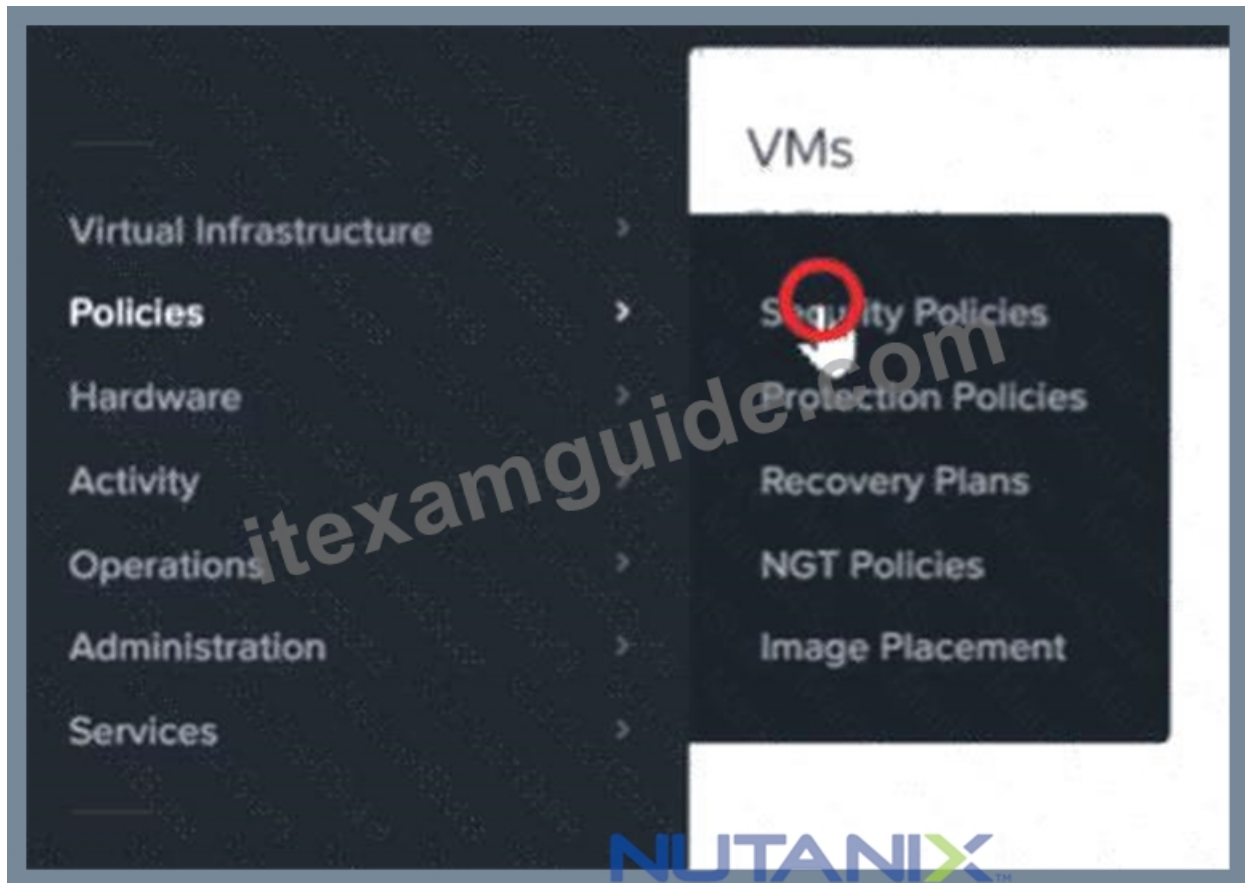 VMs
Virtual Infrastructure
Policies
Hardware
Activity
Operations
Administration
Services
Security Policies
Protection Policies
Recovery Plans
NGT Policies
Image Placement
itexamguide.com
NUTANIX™